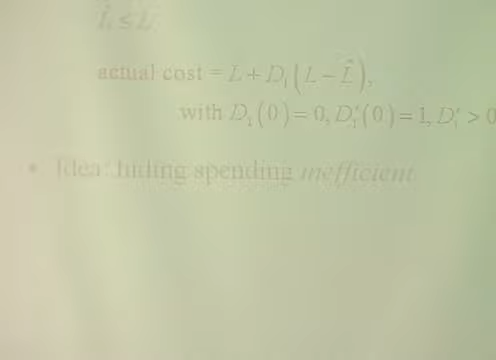 L̂ ≤ L
actual cost = L + D₁(L − L̂),
with D₁(0) = 0, D₁′(0) = 1, D₁′ > 0
• Idea: hiding spending inefficient